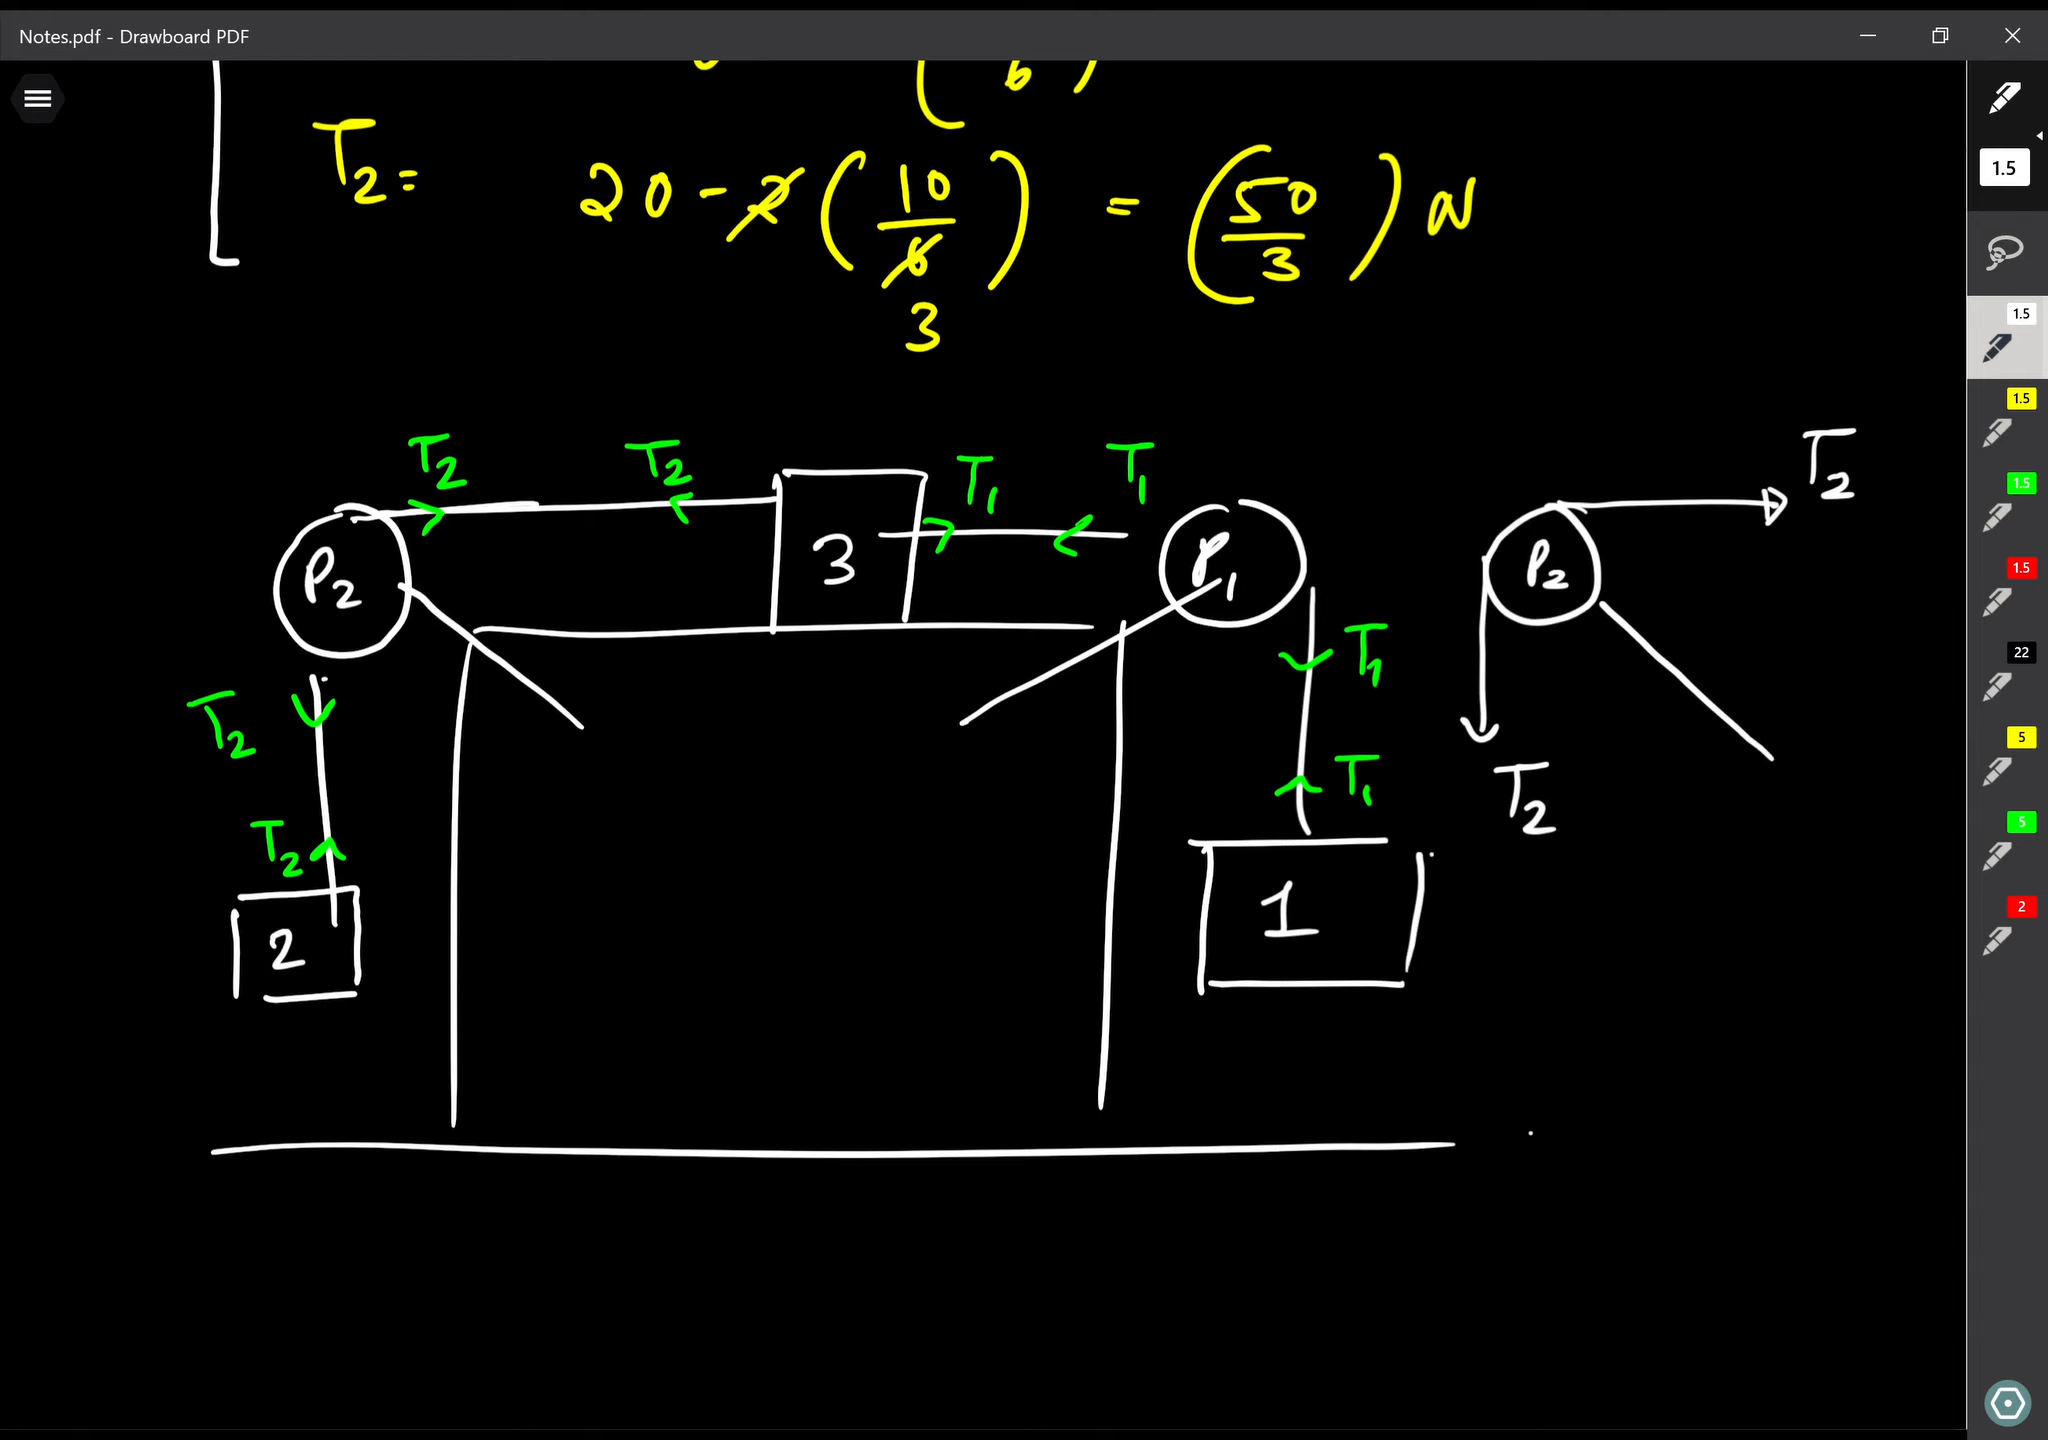 Notes.pdf - Drawboard PDF
6 )
T2 = 20 - 2 ( 10 / 6 3 ) = ( 50 / 3 ) N
T2 T2 T1 T1 T2
P2 3 P1 P2
T2 T1
T2 T1 T2
2 1
1.5
1.5
1.5
1.5
1.5
22
5
5
2